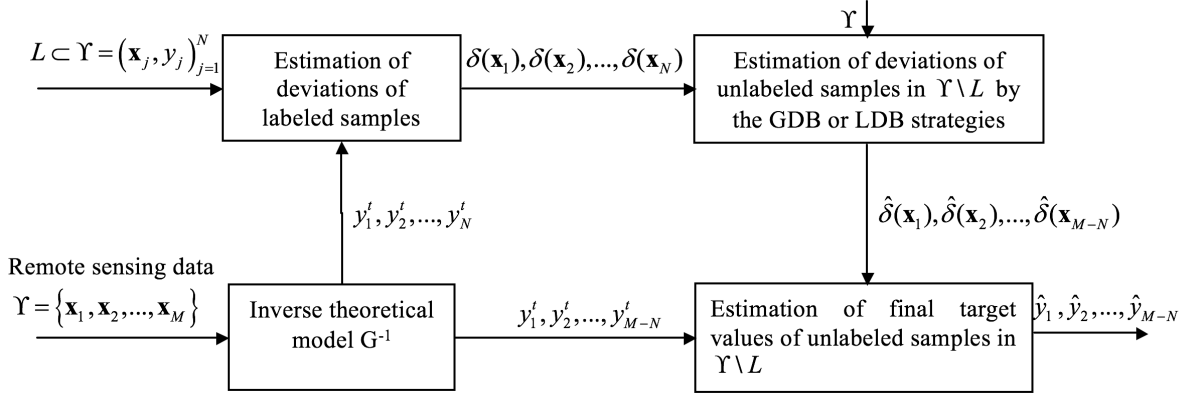 L ⊂ ϒ = (x_j, y_j)_{j=1}^N
Estimation of
deviations of
labeled samples
δ(x_1), δ(x_2),..., δ(x_N)
ϒ
Estimation of deviations of
unlabeled samples in ϒ \ L by
the GDB or LDB strategies
y_1^t, y_2^t,..., y_N^t
δ̂(x_1), δ̂(x_2),..., δ̂(x_{M−N})
Remote sensing data
ϒ = {x_1, x_2,..., x_M}
Inverse theoretical
model G^{-1}
y_1^t, y_2^t,..., y_{M−N}^t
Estimation of final target
values of unlabeled samples in
ϒ \ L
ŷ_1, ŷ_2,..., ŷ_{M−N}